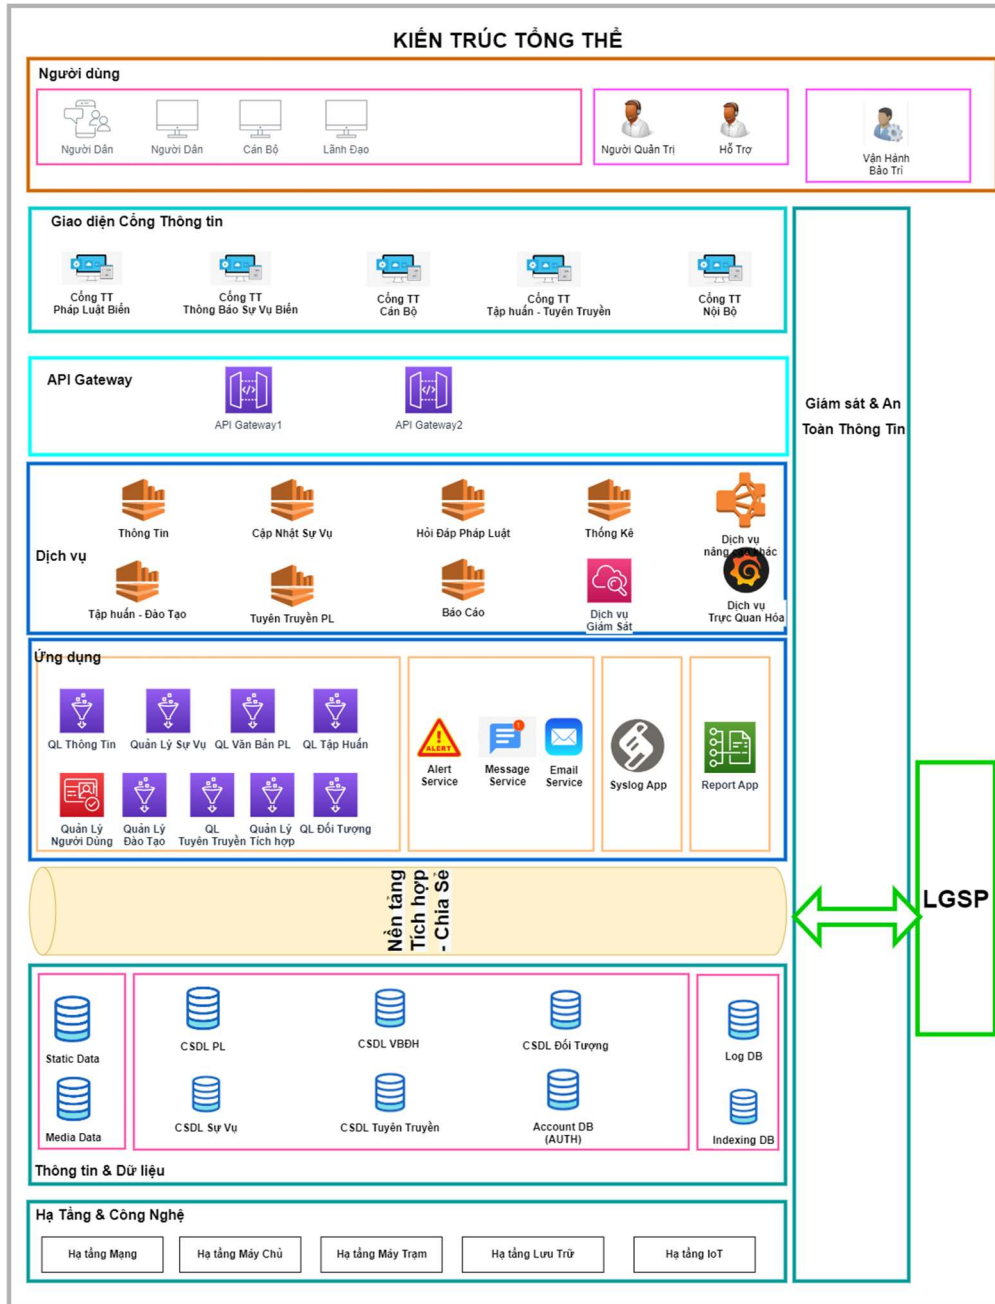 KIẾN TRÚC TỔNG THỂ
Người dùng
Người Dân
Người Dân
Cán Bộ
Lãnh Đạo
Người Quản Trị
Hỗ Trợ
Vận Hành
Bảo Trì
Giao diện Cổng Thông tin
Cổng TT
Pháp Luật Biển
Cổng TT
Thông Báo Sự Vụ Biển
Cổng TT
Cán Bộ
Cổng TT
Tập huấn - Tuyên Truyền
Cổng TT
Nội Bộ
API Gateway
API Gateway1
API Gateway2
Giám sát & An
Toàn Thông Tin
Dịch vụ
Thông Tin
Cập Nhật Sự Vụ
Hỏi Đáp Pháp Luật
Thống Kê
Dịch vụ
nâng cao khác
Tập huấn - Đào Tạo
Tuyên Truyền PL
Báo Cáo
Dịch vụ
Giám Sát
Dịch vụ
Trực Quan Hóa
Ứng dụng
QL Thông Tin
Quản Lý Sự Vụ
QL Văn Bản PL
QL Tập Huấn
Quản Lý
Người Dùng
Quản Lý
Đào Tạo
QL
Tuyên Truyền
Quản Lý
Tích hợp
QL Đối Tượng
ALERT
Alert
Service
Message
Service
Email
Service
Syslog App
Report App
Nền tảng
Tích hợp
- Chia Sẻ
LGSP
Static Data
Media Data
CSDL PL
CSDL VBĐH
CSDL Đối Tượng
CSDL Sự Vụ
CSDL Tuyên Truyền
Account DB
(AUTH)
Log DB
Indexing DB
Thông tin & Dữ liệu
Hạ Tầng & Công Nghệ
Hạ tầng Mạng
Hạ tầng Máy Chủ
Hạ tầng Máy Trạm
Hạ tầng Lưu Trữ
Hạ tầng IoT